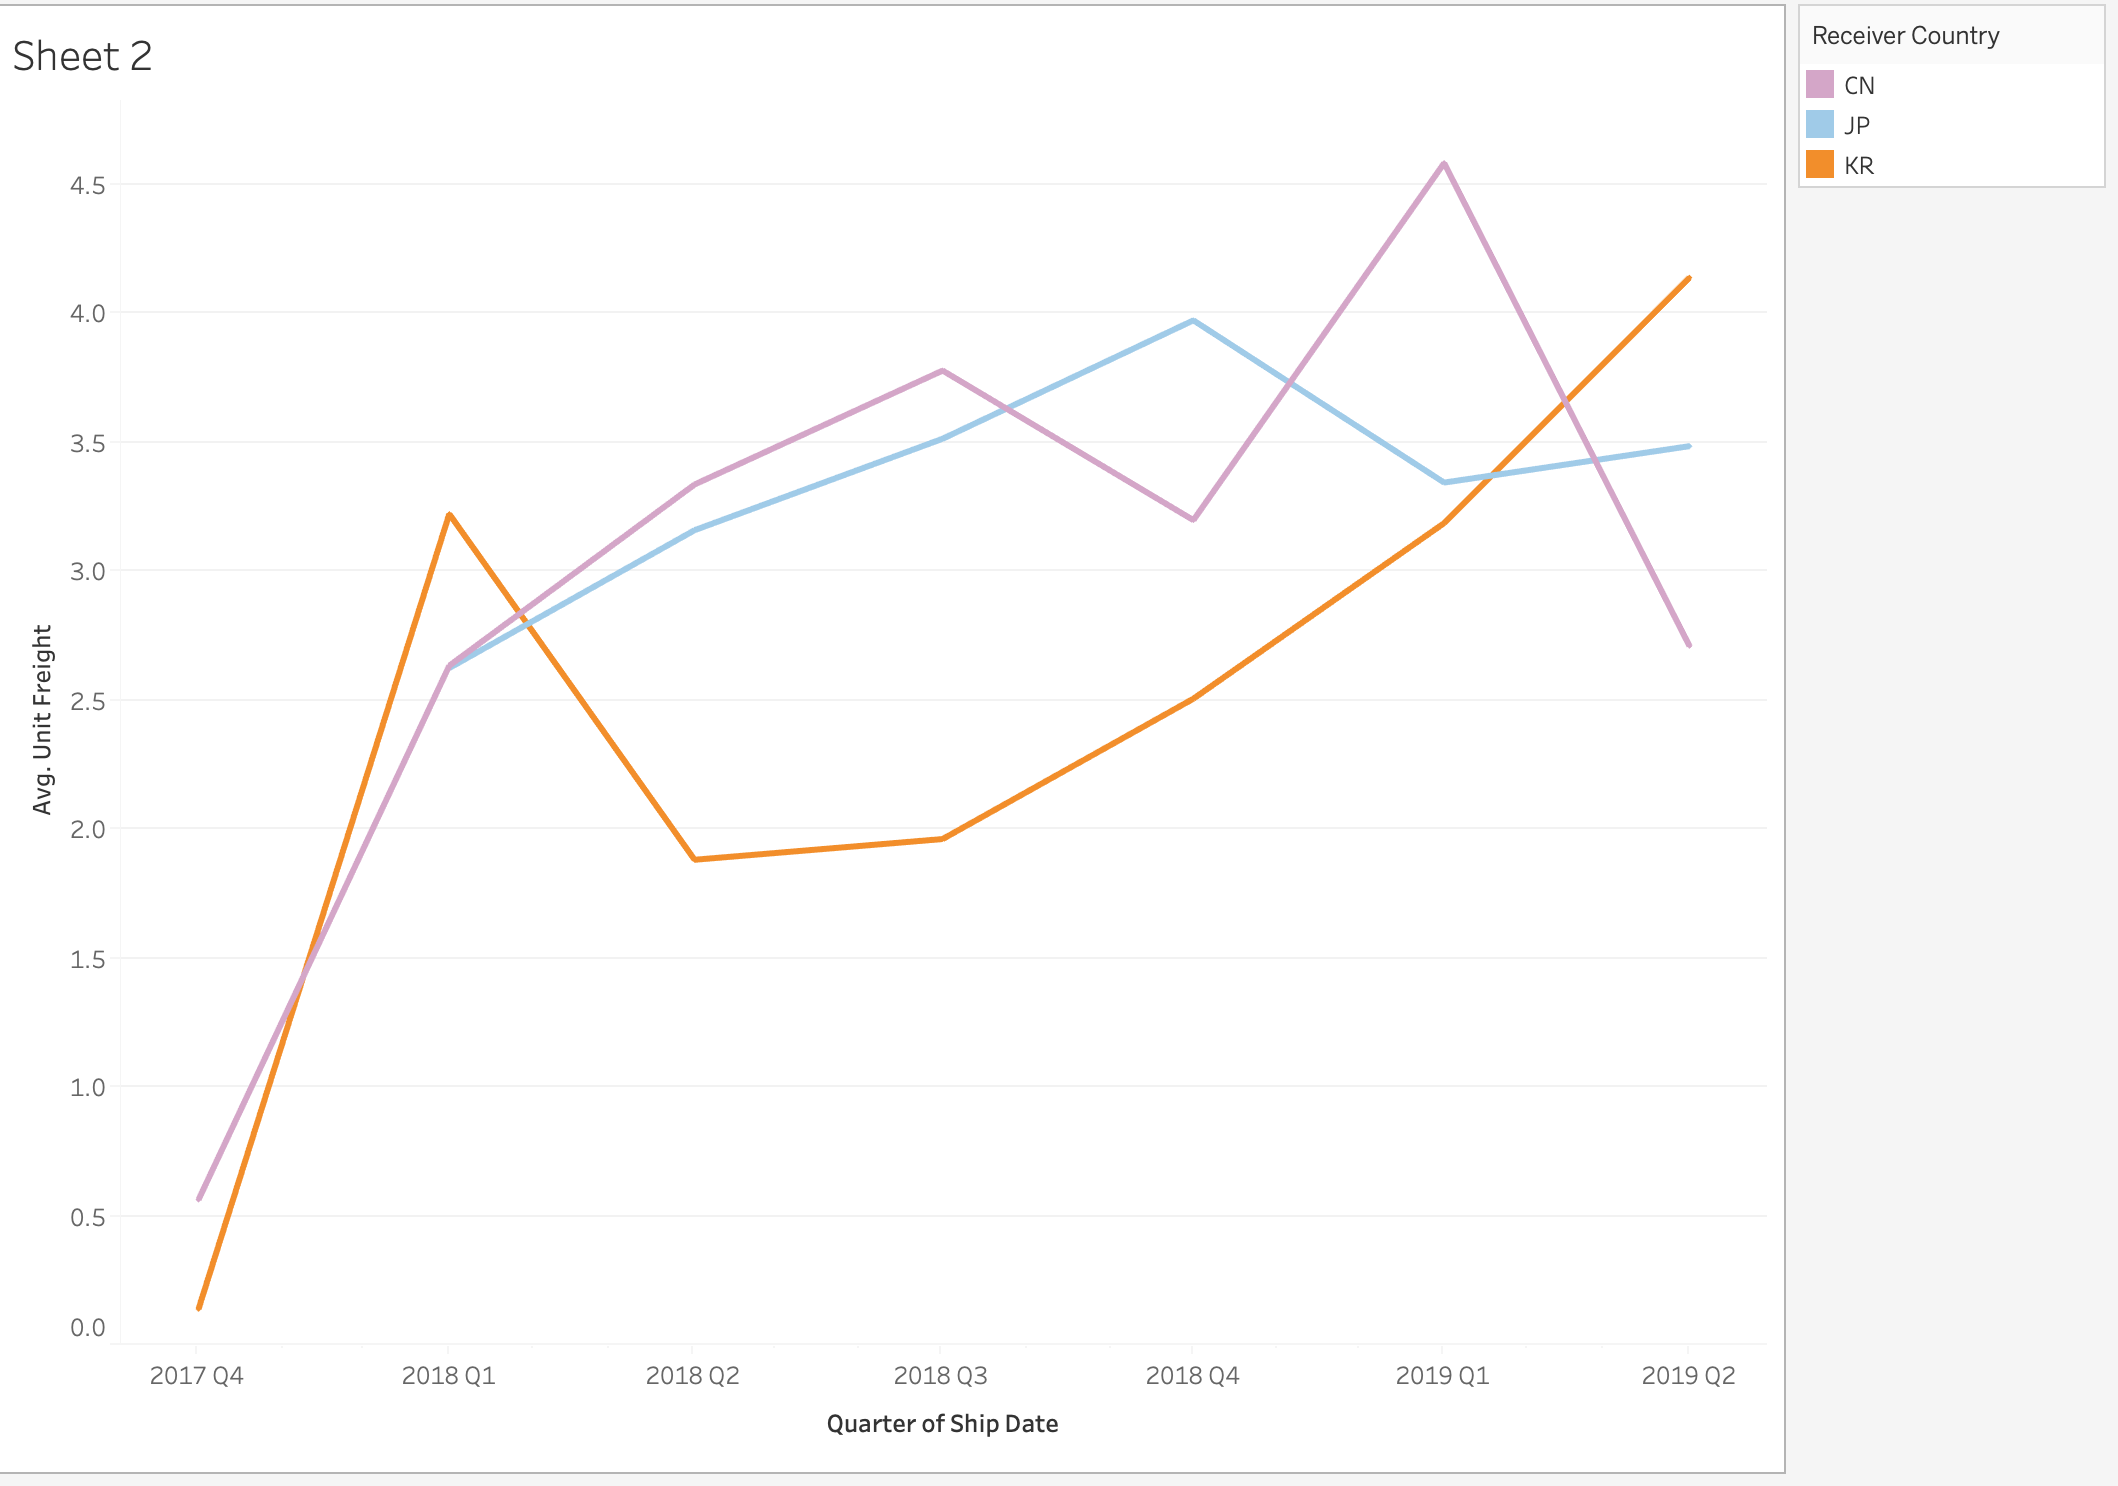 Sheet 2
Receiver Country
CN
JP
KR
4.5
4.0
3.5
3.0
2.5
2.0
1.5
1.0
0.5
0.0
Avg. Unit Freight
2017 Q4 2018 Q1 2018 Q2 2018 Q3 2018 Q4 2019 Q1 2019 Q2
Quarter of Ship Date